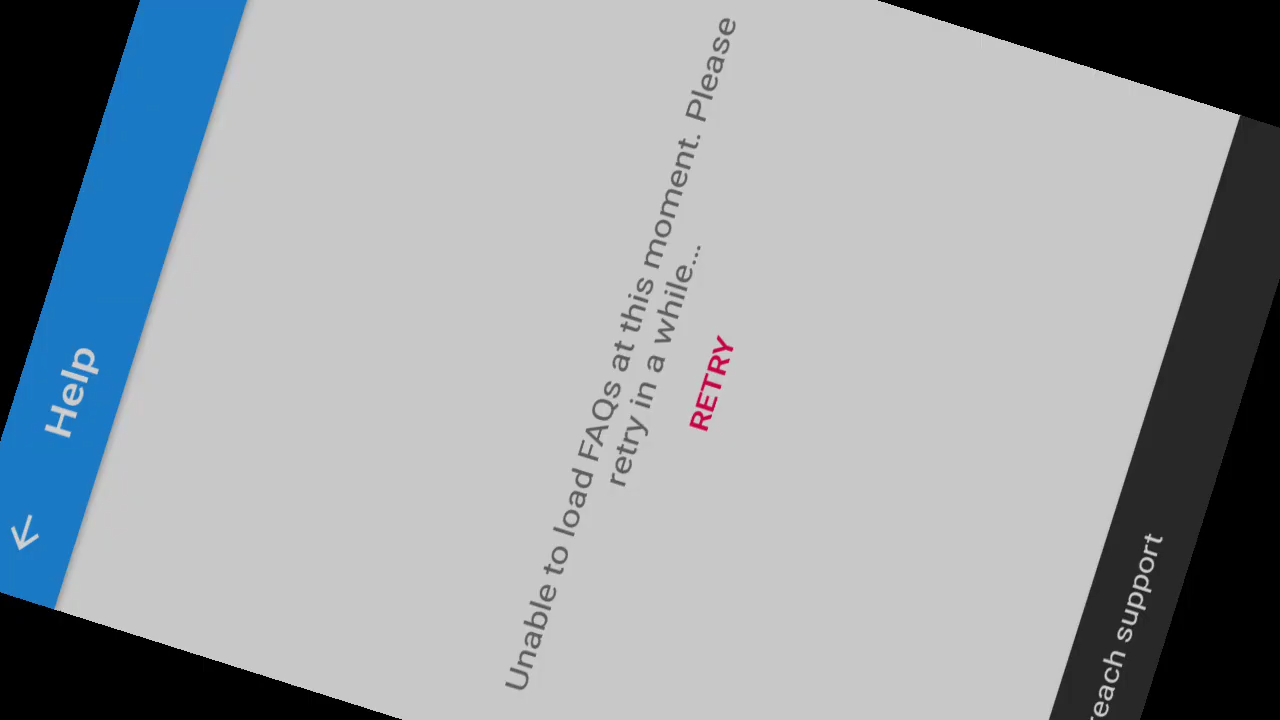 Help
Unable to load FAQs at this moment. Please
retry in a while...
RETRY
reach support